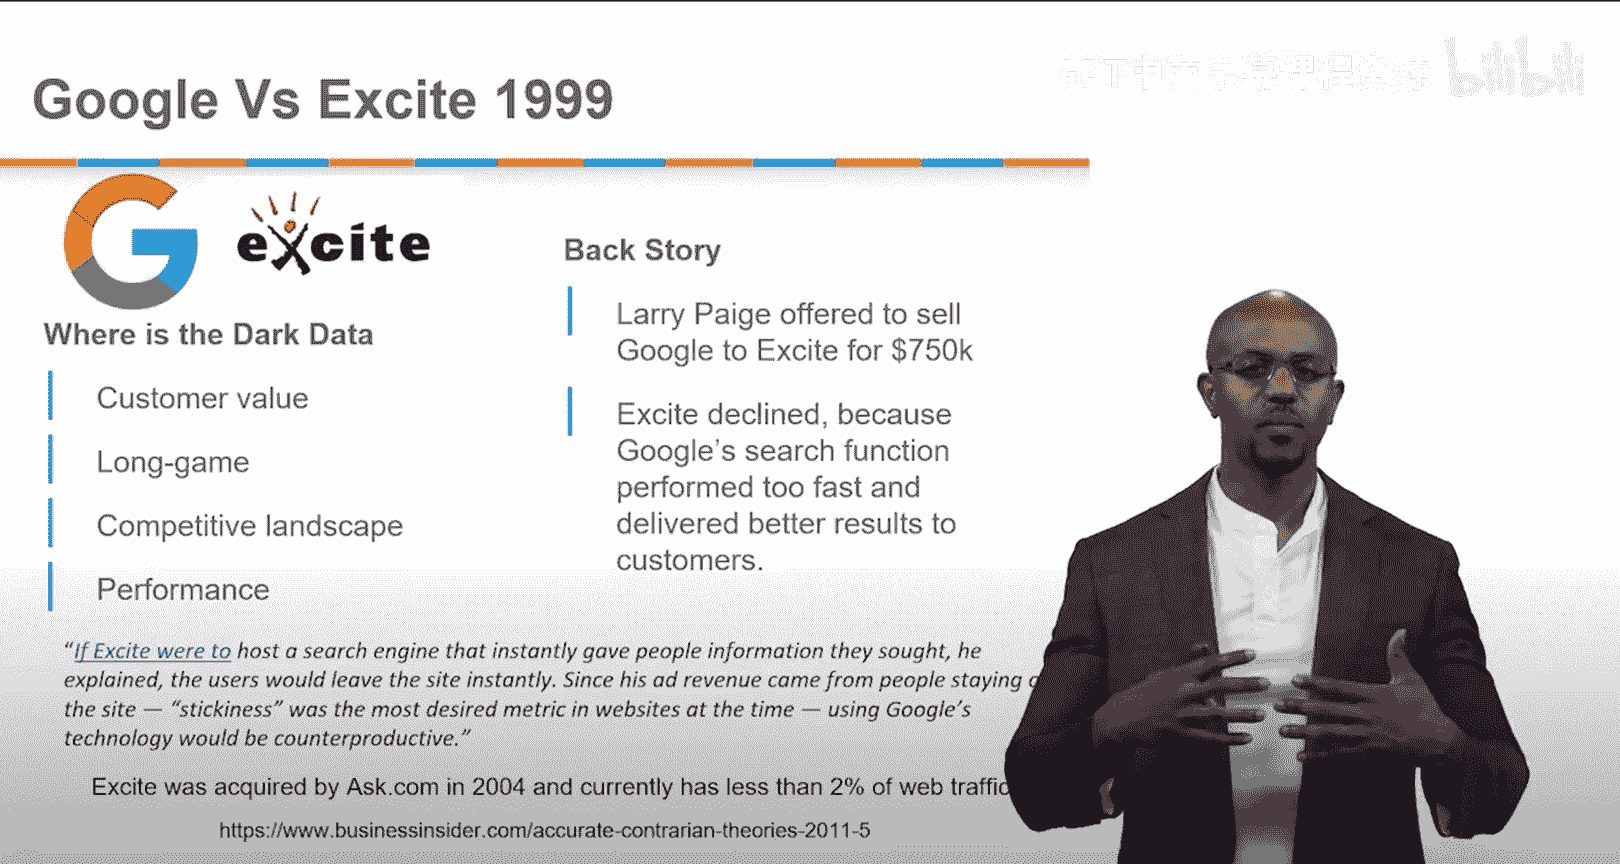 Google Vs Excite 1999
bilibili
excite
Where is the Dark Data
Customer value
Long-game
Competitive landscape
Performance
Back Story
Larry Paige offered to sell
Google to Excite for $750k
Excite declined, because
Google’s search function
performed too fast and
delivered better results to
customers.
“If Excite were to host a search engine that instantly gave people information they sought, he
explained, the users would leave the site instantly. Since his ad revenue came from people staying
the site — “stickiness” was the most desired metric in websites at the time — using Google’s
technology would be counterproductive.”
Excite was acquired by Ask.com in 2004 and currently has less than 2% of web traffic
https://www.businessinsider.com/accurate-contrarian-theories-2011-5